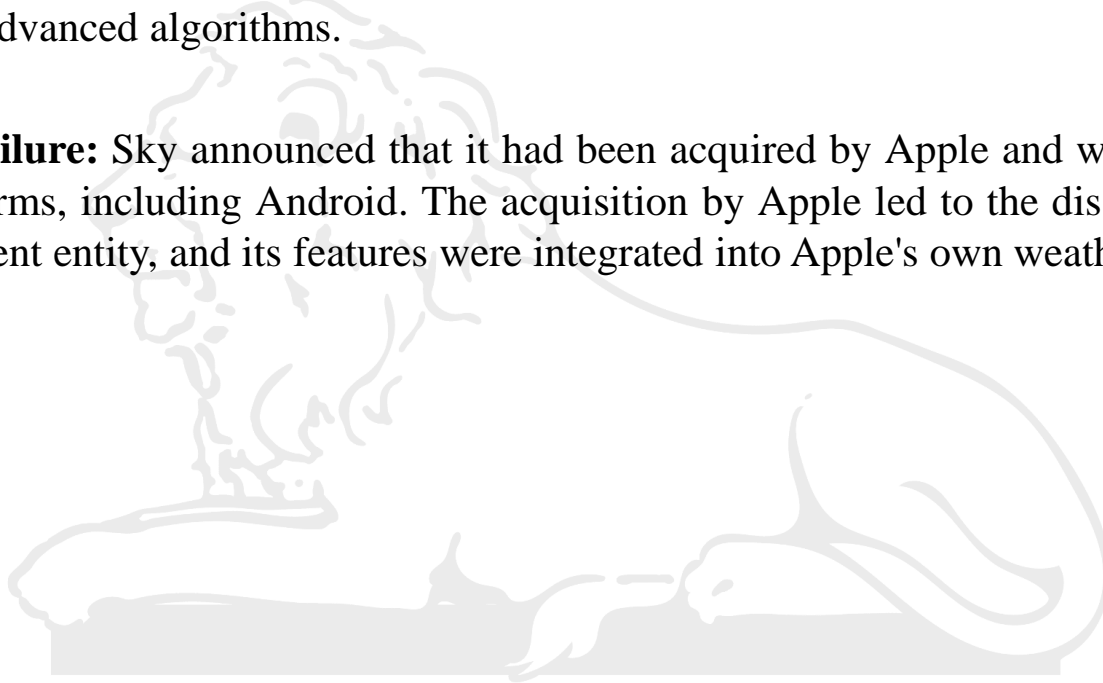 dvanced algorithms.
ilure: Sky announced that it had been acquired by Apple and w
rms, including Android. The acquisition by Apple led to the dis
ent entity, and its features were integrated into Apple's own weath